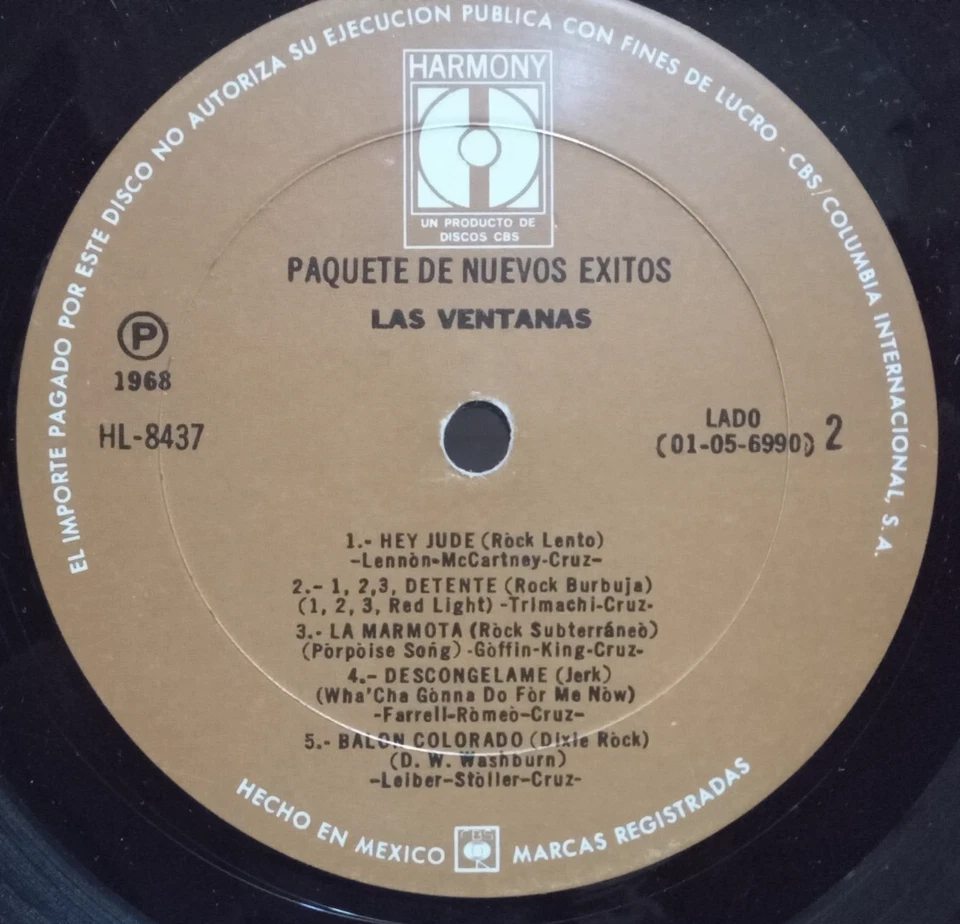 EL IMPORTE PAGADO POR ESTE DISCO NO AUTORIZA SU EJECUCION PUBLICA CON FINES DE LUCRO - CBS/COLUMBIA INTERNACIONAL, S.A.
HARMONY
UN PRODUCTO DE
DISCOS CBS
PAQUETE DE NUEVOS EXITOS
LAS VENTANAS
P
1968
HL-8437
LADO 2
(01-05-6990)
1.- HEY JUDE (Ròck Lento)
-Lennòn-McCartney-Cruz-
2.- 1, 2,3, DETENTE (Rock Burbuja)
(1, 2, 3, Red Light) -Trimachi-Cruz-
3.- LA MARMOTA (Ròck Subterráneò)
(Pòrpòise Soñg) -Gòffin-King-Cruz-
4.- DESCONGELAME (Jerk)
(Wha'Cha Gònna Do Fòr Me Nòw)
-Farrell-Ròmeò-Cruz-
5.- BALON COLORADO (Dixie Ròck)
(D. W. Washburn)
-Leiber-Stòller-Cruz-
HECHO EN MEXICO CBS MARCAS REGISTRADAS